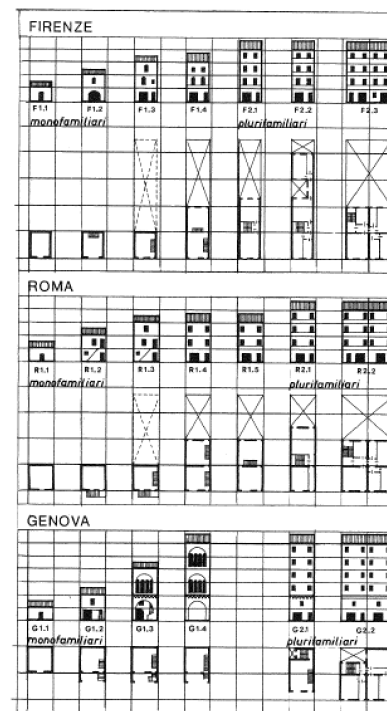 FIRENZE
F1.1 F1.2 F1.3 F1.4 F2.1 F2.2 F2.3
monofamiliari plurifamiliari
ROMA
R1.1 R1.2 R1.3 R1.4 R1.5 R2.1 R2.2
monofamiliari plurifamiliari
GENOVA
G1.1 G1.2 G1.3 G1.4 G2.1 G2.2
monofamiliari plurifamiliari